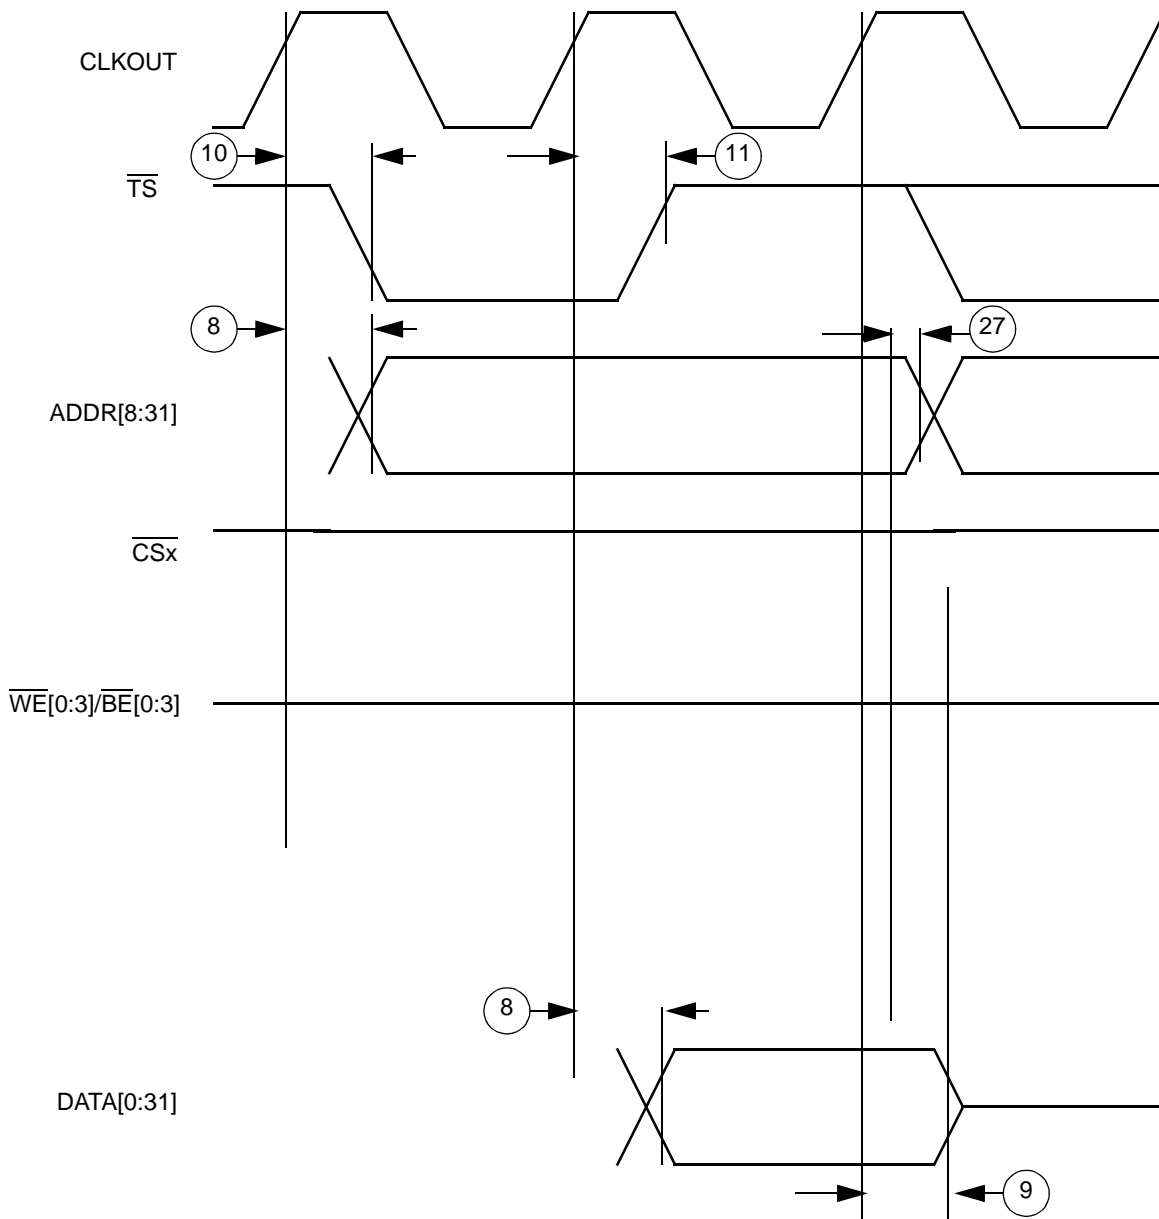 CLKOUT
10
11
TS
8
27
ADDR[8:31]
CSx
WE[0:3]/BE[0:3]
8
DATA[0:31]
9